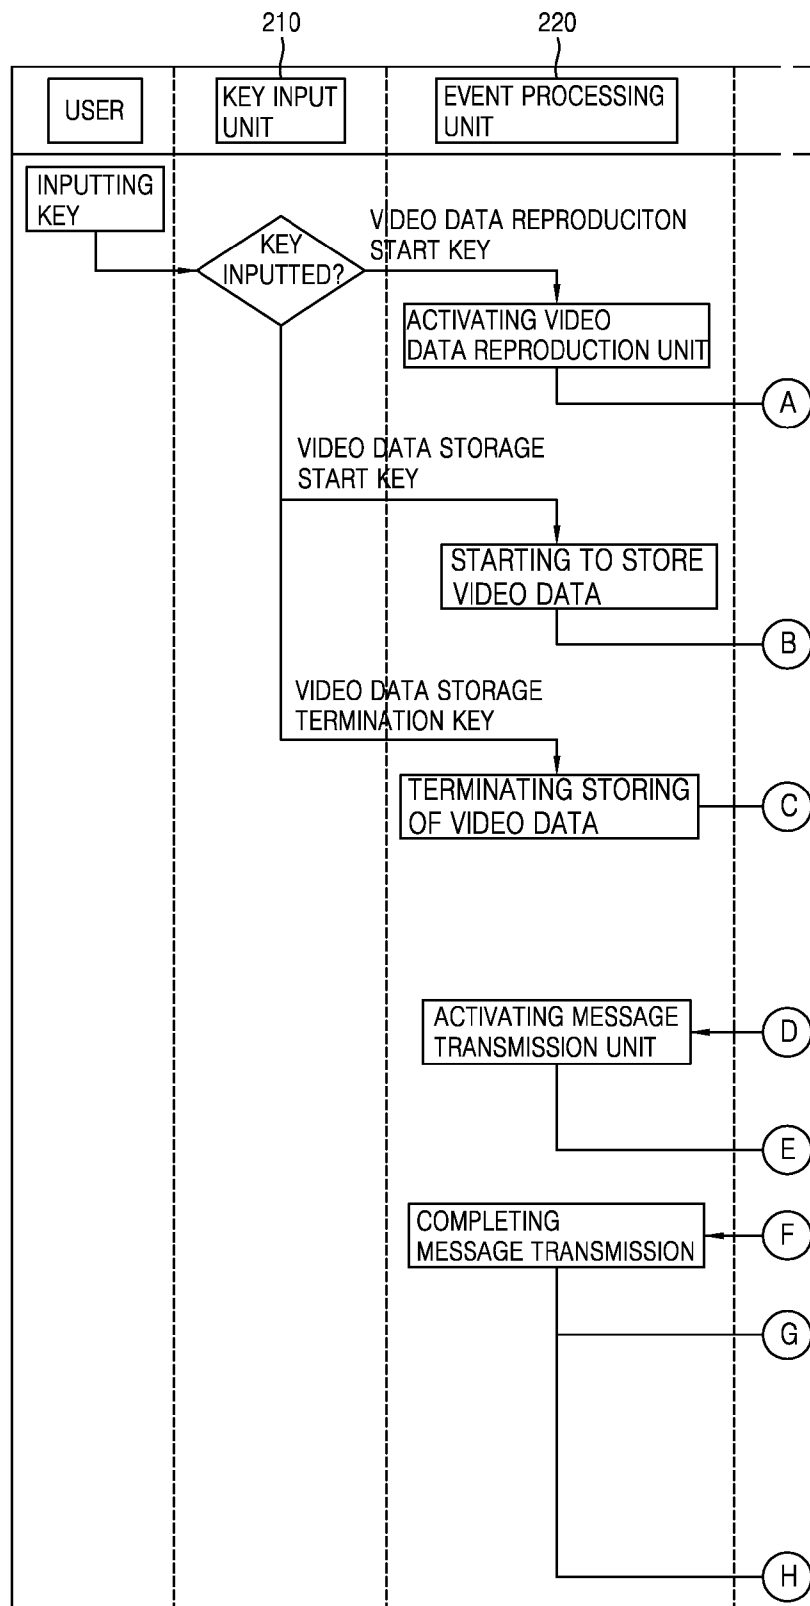 210
220
USER
KEY INPUT
UNIT
EVENT PROCESSING
UNIT
INPUTTING
KEY
KEY
INPUTTED?
VIDEO DATA REPRODUCITON
START KEY
ACTIVATING VIDEO
DATA REPRODUCTION UNIT
A
VIDEO DATA STORAGE
START KEY
STARTING TO STORE
VIDEO DATA
B
VIDEO DATA STORAGE
TERMINATION KEY
TERMINATING STORING
OF VIDEO DATA
C
ACTIVATING MESSAGE
TRANSMISSION UNIT
D
E
COMPLETING
MESSAGE TRANSMISSION
F
G
H